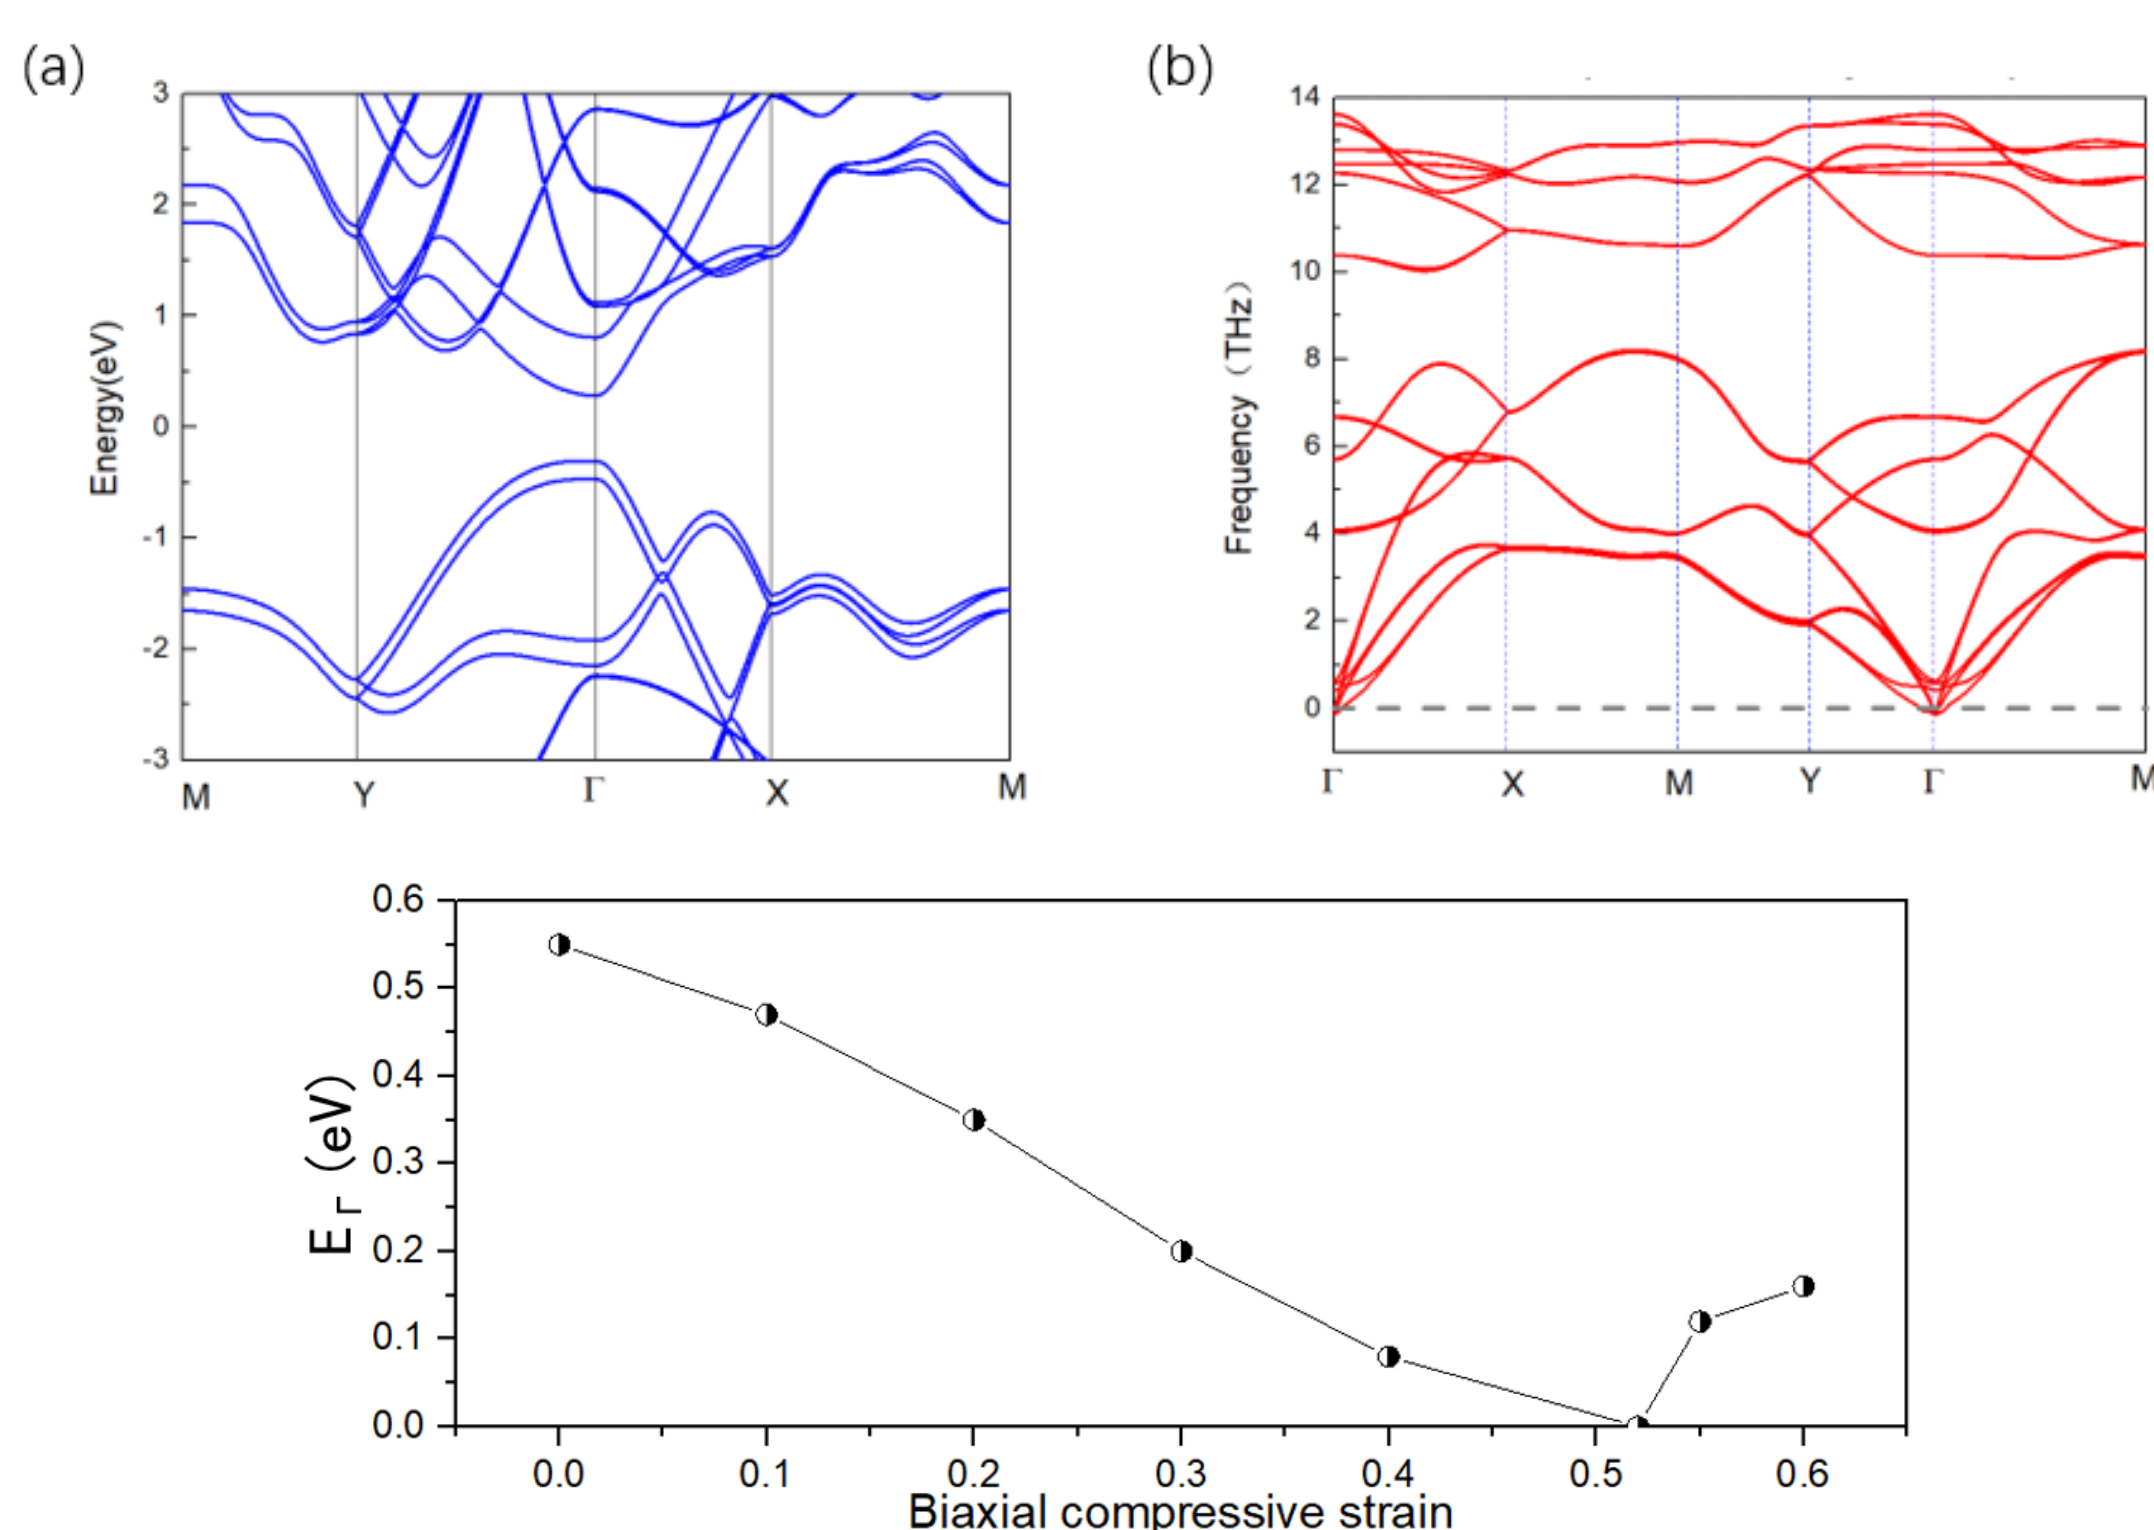 (a)
(b)
3
2
1
0
-1
-2
-3
Energy(eV)
M Y Γ X M
14
12
10
8
6
4
2
0
Frequency（THz）
Γ X M Y Γ M
0.6
0.5
0.4
0.3
0.2
0.1
0.0
EΓ (eV)
0.0 0.1 0.2 0.3 0.4 0.5 0.6
Biaxial compressive strain